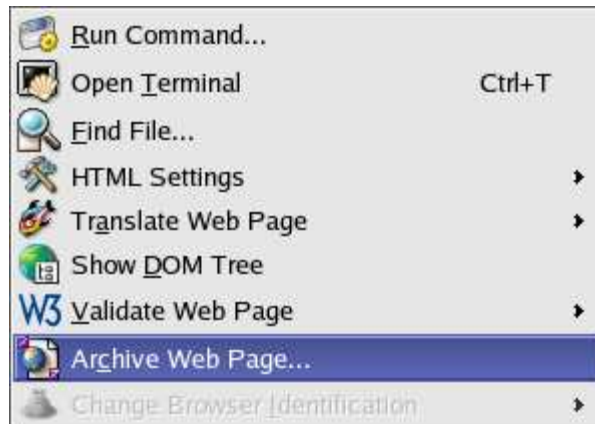 Run Command...
Open Terminal Ctrl+T
Find File...
HTML Settings
Translate Web Page
Show DOM Tree
W3 Validate Web Page
Archive Web Page...
Change Browser Identification